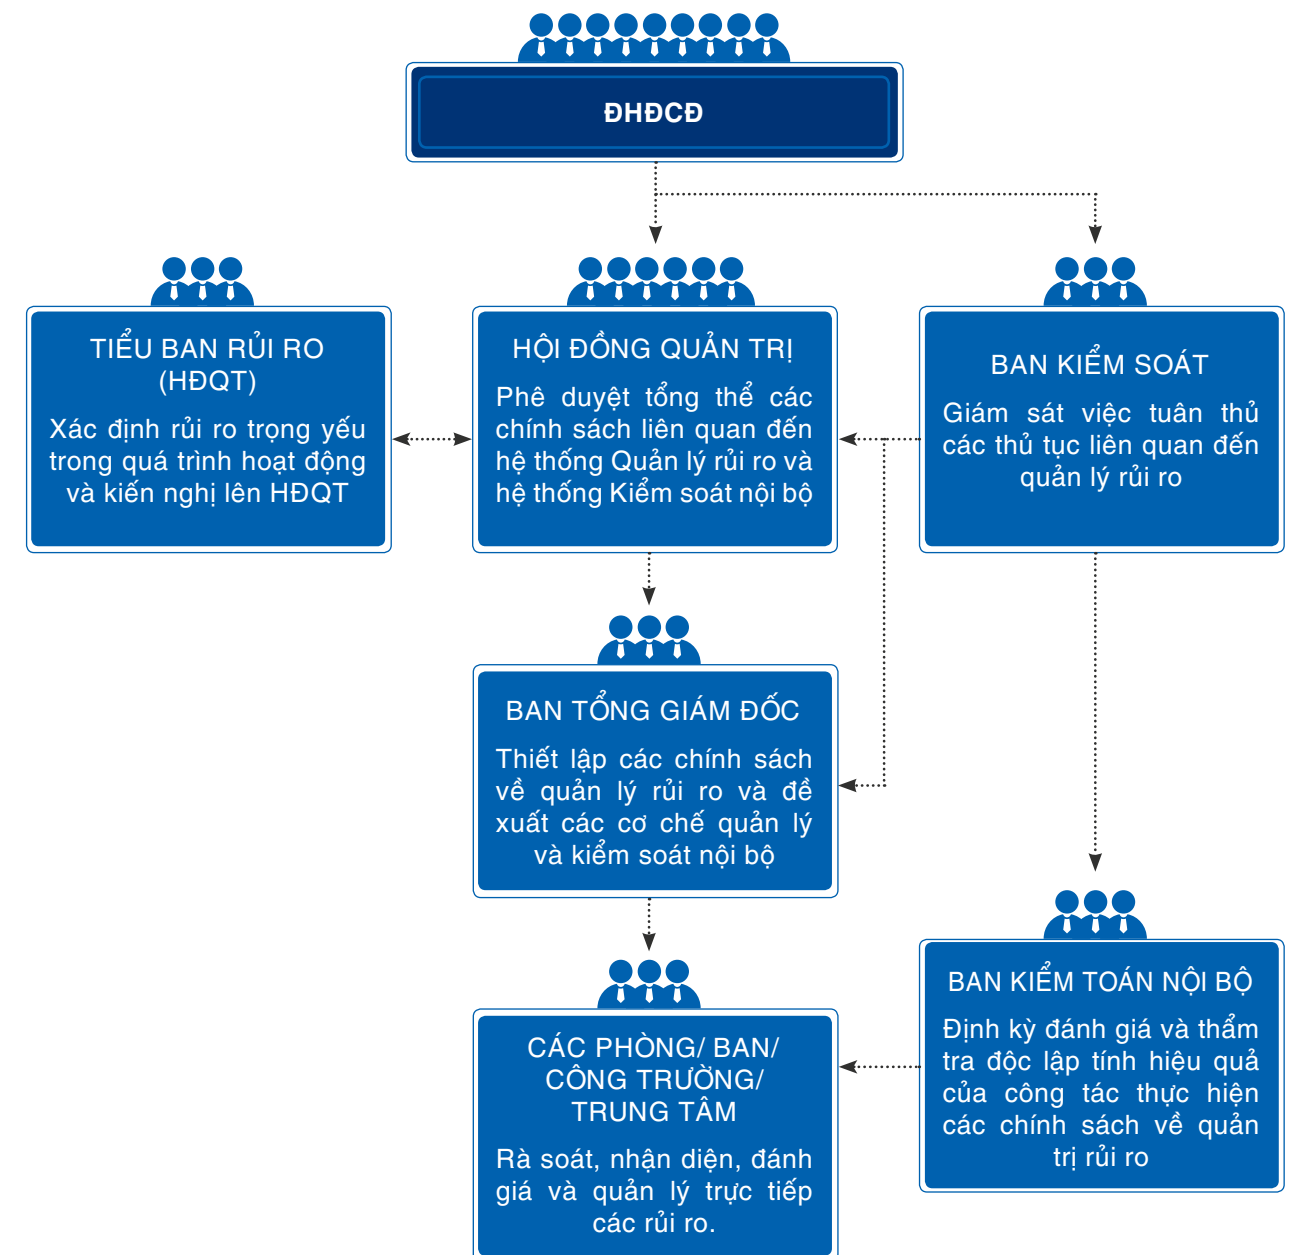 ĐHĐCĐ
TIỂU BAN RỦI RO
(HĐQT)
Xác định rủi ro trọng yếu
trong quá trình hoạt động
và kiến nghị lên HĐQT
HỘI ĐỒNG QUẢN TRỊ
Phê duyệt tổng thể các
chính sách liên quan đến
hệ thống Quản lý rủi ro và
hệ thống Kiểm soát nội bộ
BAN KIỂM SOÁT
Giám sát việc tuân thủ
các thủ tục liên quan đến
quản lý rủi ro
BAN TỔNG GIÁM ĐỐC
Thiết lập các chính sách
về quản lý rủi ro và đề
xuất các cơ chế quản lý
và kiểm soát nội bộ
CÁC PHÒNG/ BAN/
CÔNG TRƯỜNG/
TRUNG TÂM
Rà soát, nhận diện, đánh
giá và quản lý trực tiếp
các rủi ro.
BAN KIỂM TOÁN NỘI BỘ
Định kỳ đánh giá và thẩm
tra độc lập tính hiệu quả
của công tác thực hiện
các chính sách về quản
trị rủi ro